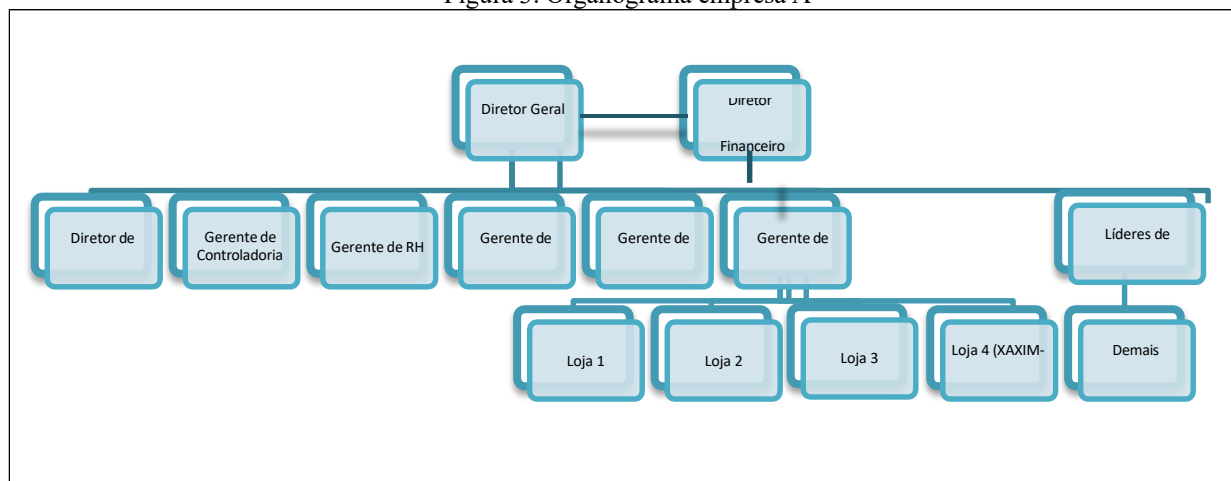 Figura 3. Organograma empresa A
Diretor Geral
Diretor
Financeiro
Diretor de
Gerente de
Controladoria
Gerente de RH
Gerente de
Gerente de
Gerente de
Líderes de
Loja 1
Loja 2
Loja 3
Loja 4 (XAXIM-
Demais